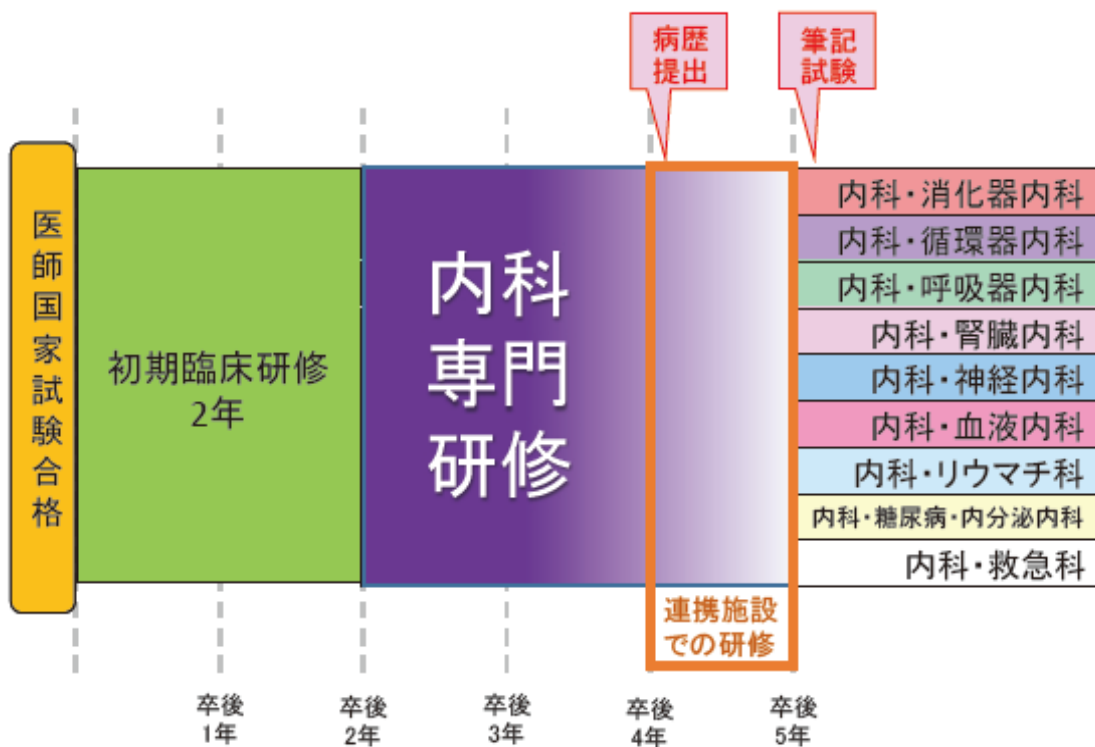 病歴
提出
筆記
試験
医師国家試験合格
初期臨床研修
2年
内科
専門
研修
連携施設
での研修
内科・消化器内科
内科・循環器内科
内科・呼吸器内科
内科・腎臓内科
内科・神経内科
内科・血液内科
内科・リウマチ科
内科・糖尿病・内分泌内科
内科・救急科
卒後
1年
卒後
2年
卒後
3年
卒後
4年
卒後
5年